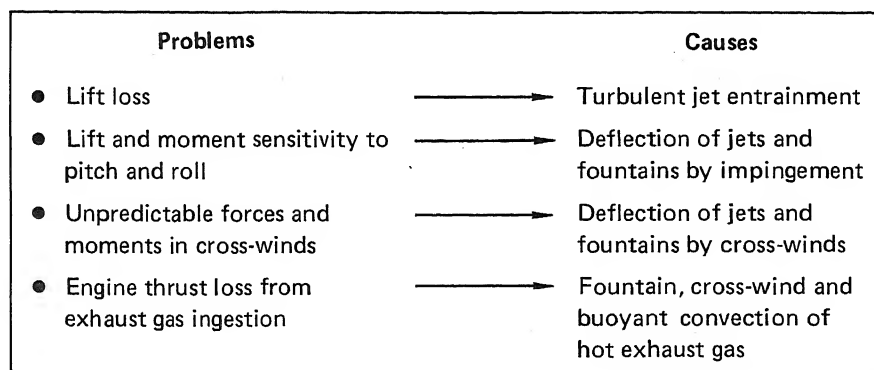 Problems Causes
● Lift loss Turbulent jet entrainment
● Lift and moment sensitivity to Deflection of jets and
pitch and roll fountains by impingement
● Unpredictable forces and Deflection of jets and
moments in cross-winds fountains by cross-winds
● Engine thrust loss from Fountain, cross-wind and
exhaust gas ingestion buoyant convection of
hot exhaust gas